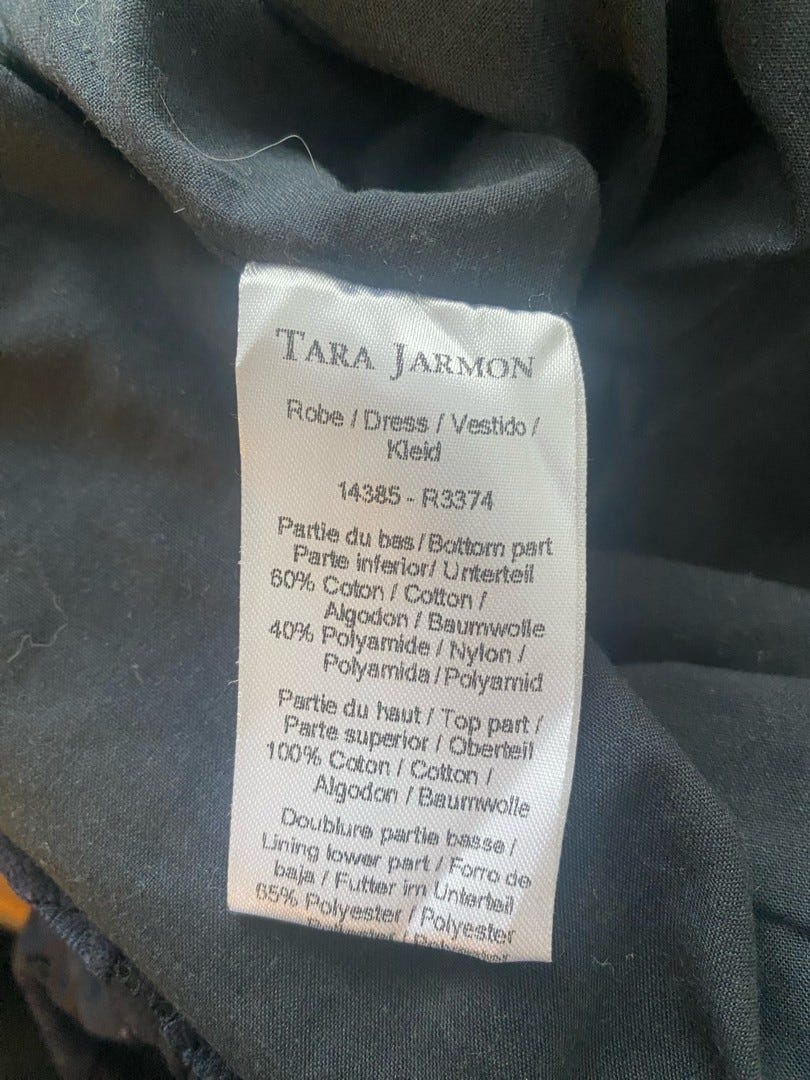 TARA JARMON
Robe / Dress / Vestido /
Kleid
14385 - R3374
Partie du bas / Bottom part
Parte inferior / Unterteil
60% Coton / Cotton /
Algodon / Baumwolle
40% Polyamide / Nylon /
Polyamida / Polyamid
Partie du haut / Top part /
Parte superior / Oberteil
100% Coton / Cotton /
Algodon / Baumwolle
Doublure partie basse /
Lining lower part / Forro de
baja / Futter im Unterteil
65% Polyester / Polyester